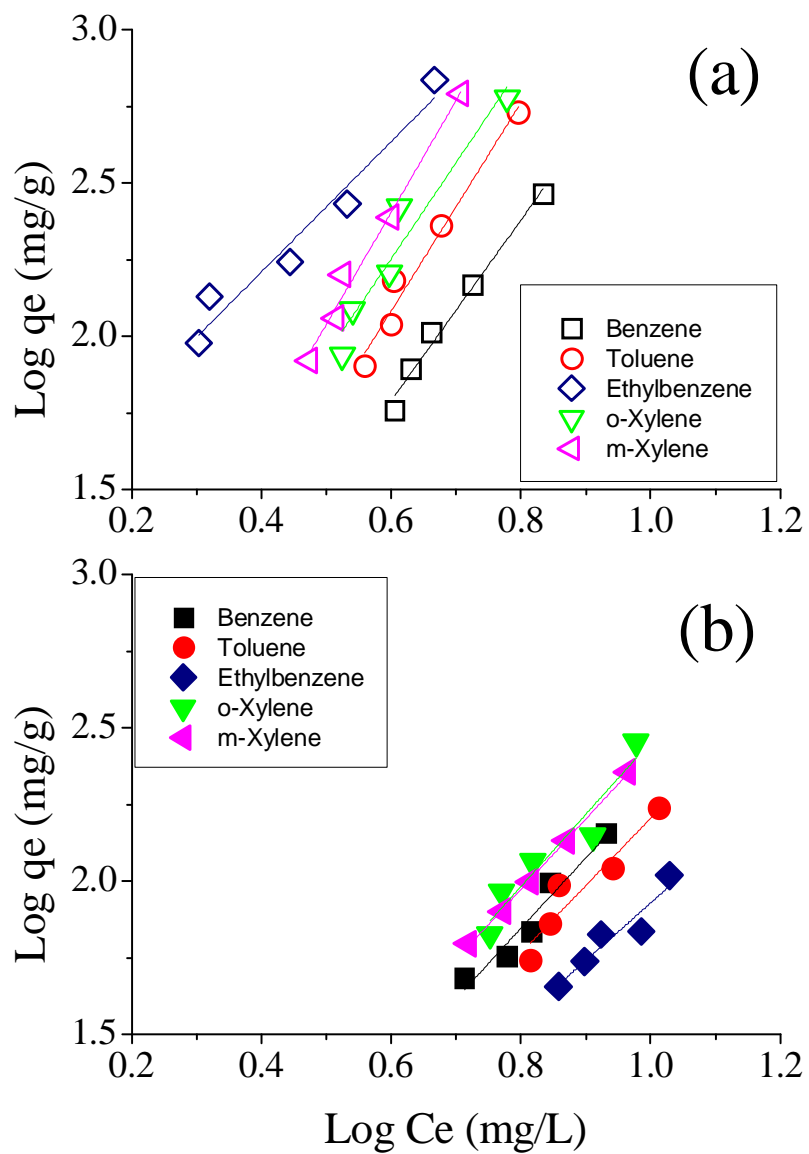 (a)
3.0
2.5
2.0
1.5
Log qe (mg/g)
Benzene
Toluene
Ethylbenzene
o-Xylene
m-Xylene
0.2 0.4 0.6 0.8 1.0 1.2
(b)
3.0
2.5
2.0
1.5
Log qe (mg/g)
Benzene
Toluene
Ethylbenzene
o-Xylene
m-Xylene
0.2 0.4 0.6 0.8 1.0 1.2
Log Ce (mg/L)